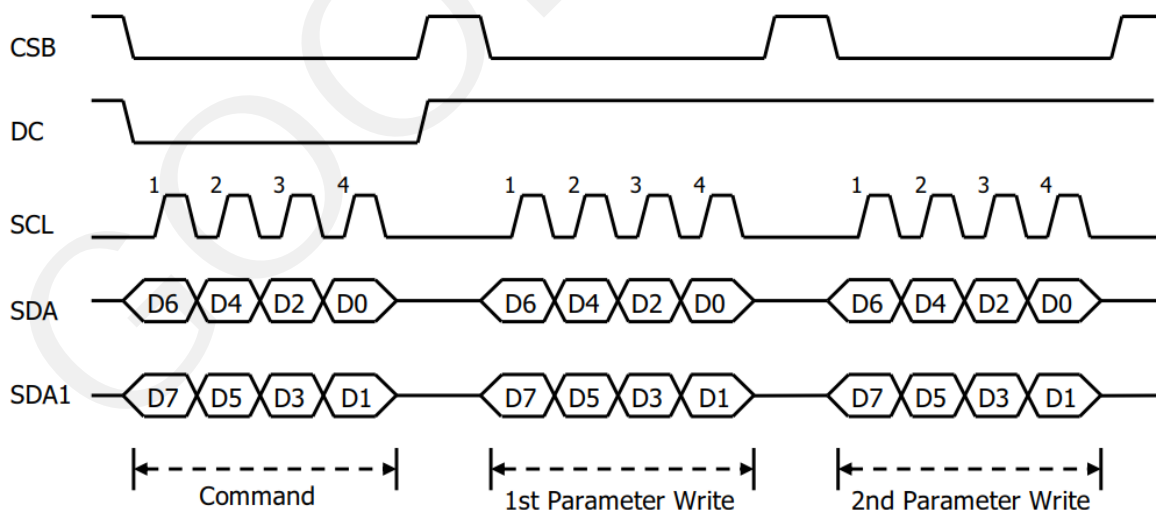 CSB
DC
1 2 3 4 1 2 3 4 1 2 3 4
SCL
SDA D6 D4 D2 D0 D6 D4 D2 D0 D6 D4 D2 D0
SDA1 D7 D5 D3 D1 D7 D5 D3 D1 D7 D5 D3 D1
Command 1st Parameter Write 2nd Parameter Write